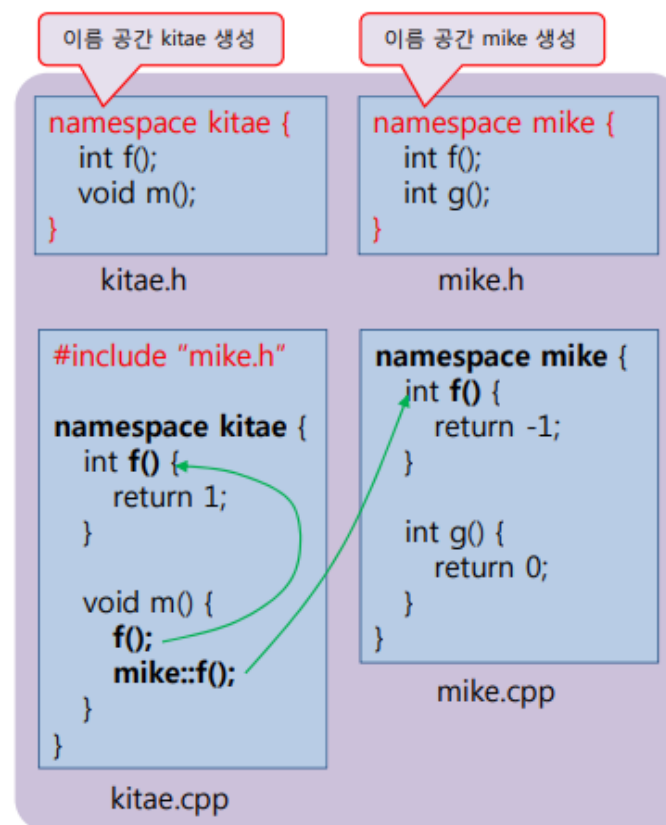 이름 공간 kitae 생성
이름 공간 mike 생성
namespace kitae {
int f();
void m();
}
kitae.h
namespace mike {
int f();
int g();
}
mike.h
#include "mike.h"
namespace kitae {
int f() {
return 1;
}
void m() {
f();
mike::f();
}
}
kitae.cpp
namespace mike {
int f() {
return -1;
}
int g() {
return 0;
}
}
mike.cpp